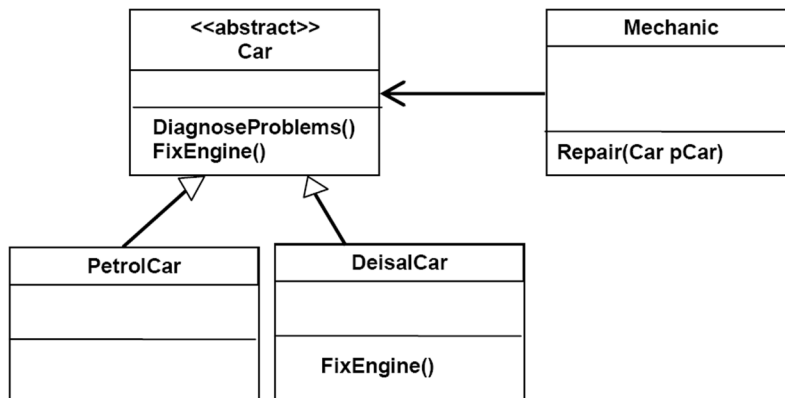 <<abstract>>
Car
DiagnoseProblems()
FixEngine()
Mechanic
Repair(Car pCar)
PetrolCar
DeisalCar
FixEngine()